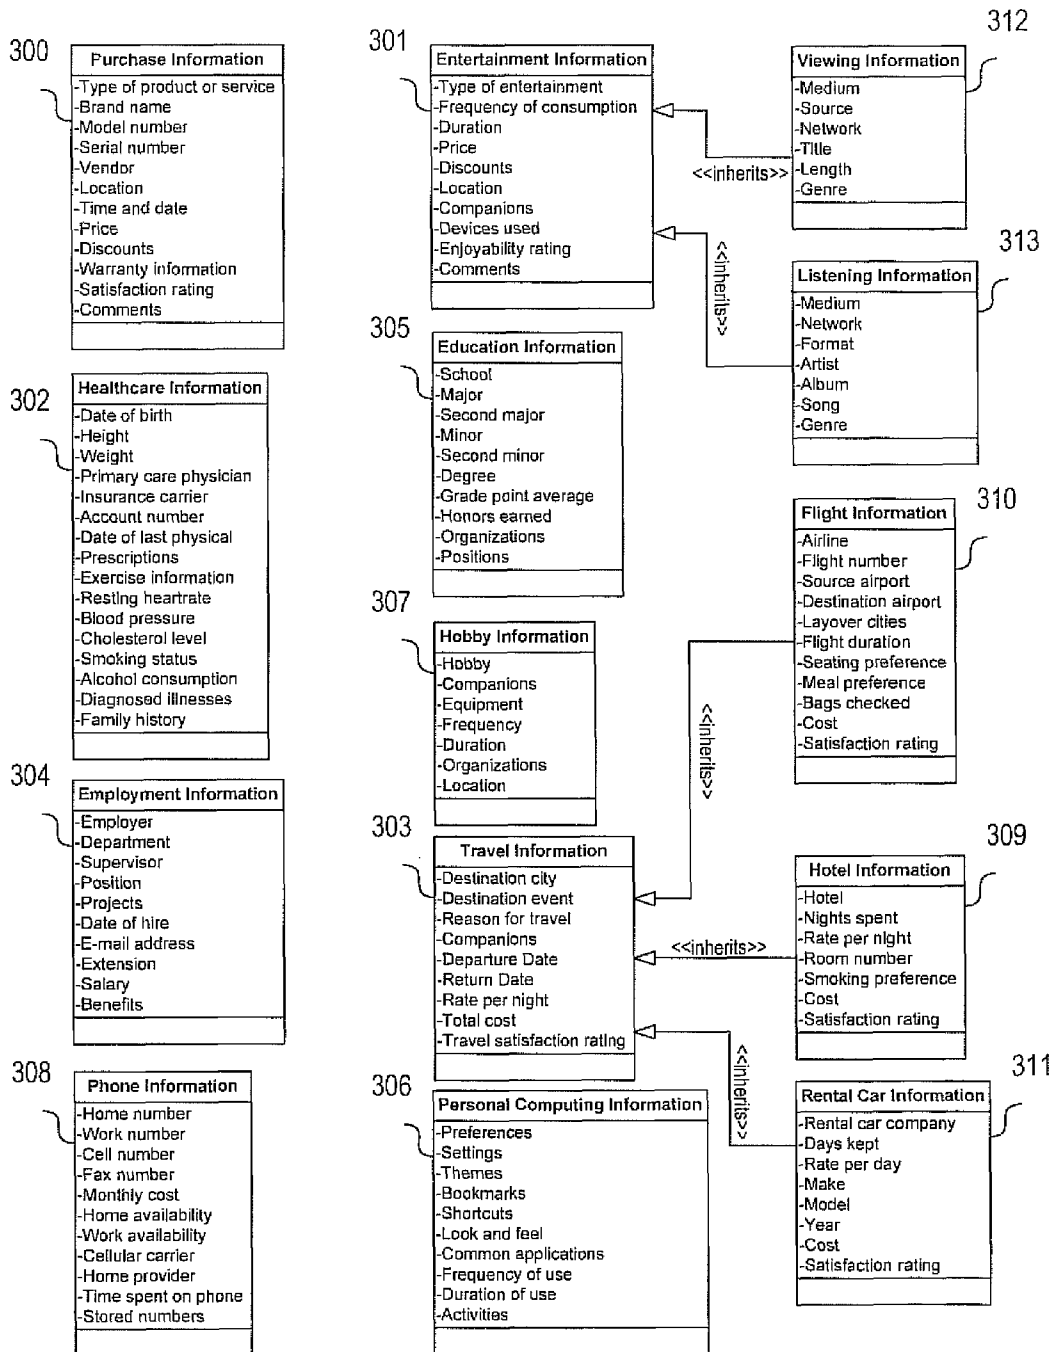 300
Purchase Information
-Type of product or service
-Brand name
-Model number
-Serial number
-Vendor
-Location
-Time and date
-Price
-Discounts
-Warranty information
-Satisfaction rating
-Comments
302
Healthcare Information
-Date of birth
-Height
-Weight
-Primary care physician
-Insurance carrier
-Account number
-Date of last physical
-Prescriptions
-Exercise information
-Resting heartrate
-Blood pressure
-Cholesterol level
-Smoking status
-Alcohol consumption
-Diagnosed illnesses
-Family history
304
Employment Information
-Employer
-Department
-Supervisor
-Position
-Projects
-Date of hire
-E-mail address
-Extension
-Salary
-Benefits
308
Phone Information
-Home number
-Work number
-Cell number
-Fax number
-Monthly cost
-Home availability
-Work availability
-Cellular carrier
-Home provider
-Time spent on phone
-Stored numbers
301
Entertainment Information
-Type of entertainment
-Frequency of consumption
-Duration
-Price
-Discounts
-Location
-Companions
-Devices used
-Enjoyability rating
-Comments
305
Education Information
-School
-Major
-Second major
-Minor
-Second minor
-Degree
-Grade point average
-Honors earned
-Organizations
-Positions
307
Hobby Information
-Hobby
-Companions
-Equipment
-Frequency
-Duration
-Organizations
-Location
303
Travel Information
-Destination city
-Destination event
-Reason for travel
-Companions
-Departure Date
-Return Date
-Rate per night
-Total cost
-Travel satisfaction rating
306
Personal Computing Information
-Preferences
-Settings
-Themes
-Bookmarks
-Shortcuts
-Look and feel
-Common applications
-Frequency of use
-Duration of use
-Activities
<<inherits>>
<<inherits>>
<<inherits>>
<<inherits>>
<<inherits>>
312
Viewing Information
-Medium
-Source
-Network
-Title
-Length
-Genre
313
Listening Information
-Medium
-Network
-Format
-Artist
-Album
-Song
-Genre
310
Flight Information
-Airline
-Flight number
-Source airport
-Destination airport
-Layover cities
-Flight duration
-Seating preference
-Meal preference
-Bags checked
-Cost
-Satisfaction rating
309
Hotel Information
-Hotel
-Nights spent
-Rate per night
-Room number
-Smoking preference
-Cost
-Satisfaction rating
311
Rental Car Information
-Rental car company
-Days kept
-Rate per day
-Make
-Model
-Year
-Cost
-Satisfaction rating